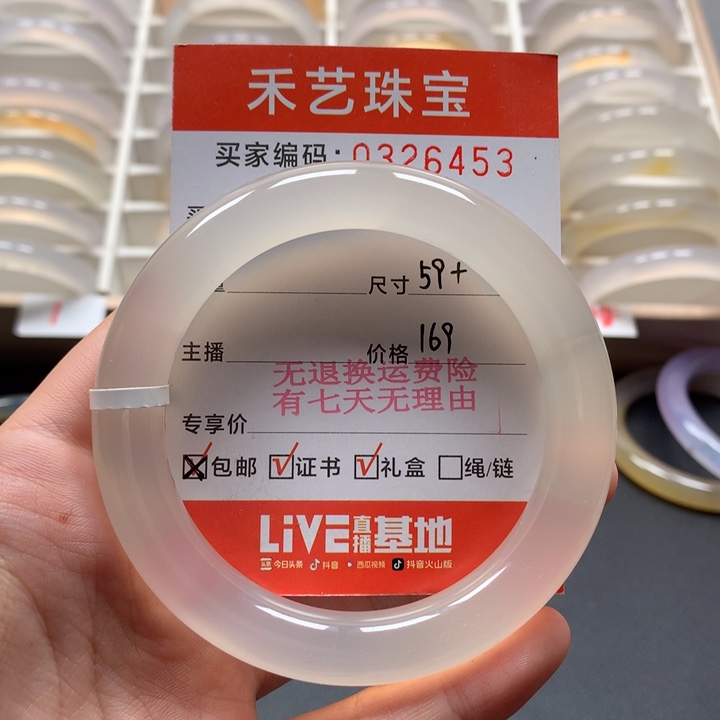 禾艺珠宝
买家编码: 0326453
尺寸 59+
主播 价格 169
无退换运费险
有七天无理由
专享价
包邮 证书 礼盒 绳/链
LiVE直播基地
今日头条 抖音 西瓜视频 抖音火山版